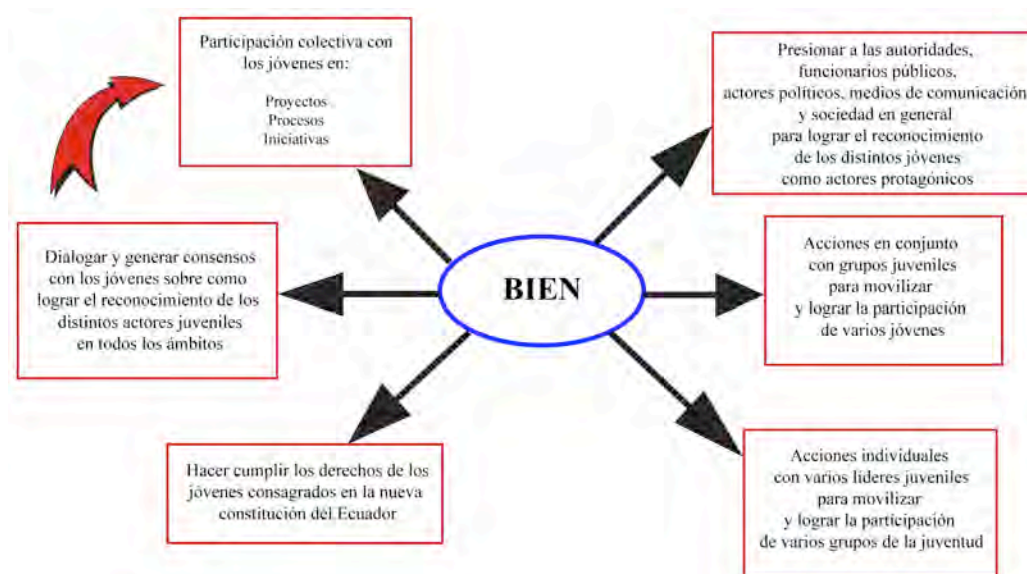 Participación colectiva con
los jóvenes en:
Proyectos
Procesos
Iniciativas
Presionar a las autoridades,
funcionarios públicos,
actores políticos, medios de comunicación
y sociedad en general
para lograr el reconocimiento
de los distintos jóvenes
como actores protagónicos
Dialogar y generar consensos
con los jóvenes sobre como
lograr el reconocimiento de los
distintos actores juveniles
en todos los ámbitos
BIEN
Acciones en conjunto
con grupos juveniles
para movilizar
y lograr la participación
de varios jóvenes
Hacer cumplir los derechos de los
jóvenes consagrados en la nueva
constitución del Ecuador
Acciones individuales
con varios líderes juveniles
para movilizar
y lograr la participación
de varios grupos de la juventud